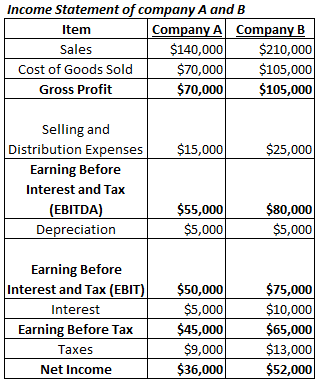 Income Statement of company A and B
Item Company A Company B
Sales $140,000 $210,000
Cost of Goods Sold $70,000 $105,000
Gross Profit $70,000 $105,000
Selling and
Distribution Expenses $15,000 $25,000
Earning Before
Interest and Tax
(EBITDA) $55,000 $80,000
Depreciation $5,000 $5,000
Earning Before
Interest and Tax (EBIT) $50,000 $75,000
Interest $5,000 $10,000
Earning Before Tax $45,000 $65,000
Taxes $9,000 $13,000
Net Income $36,000 $52,000